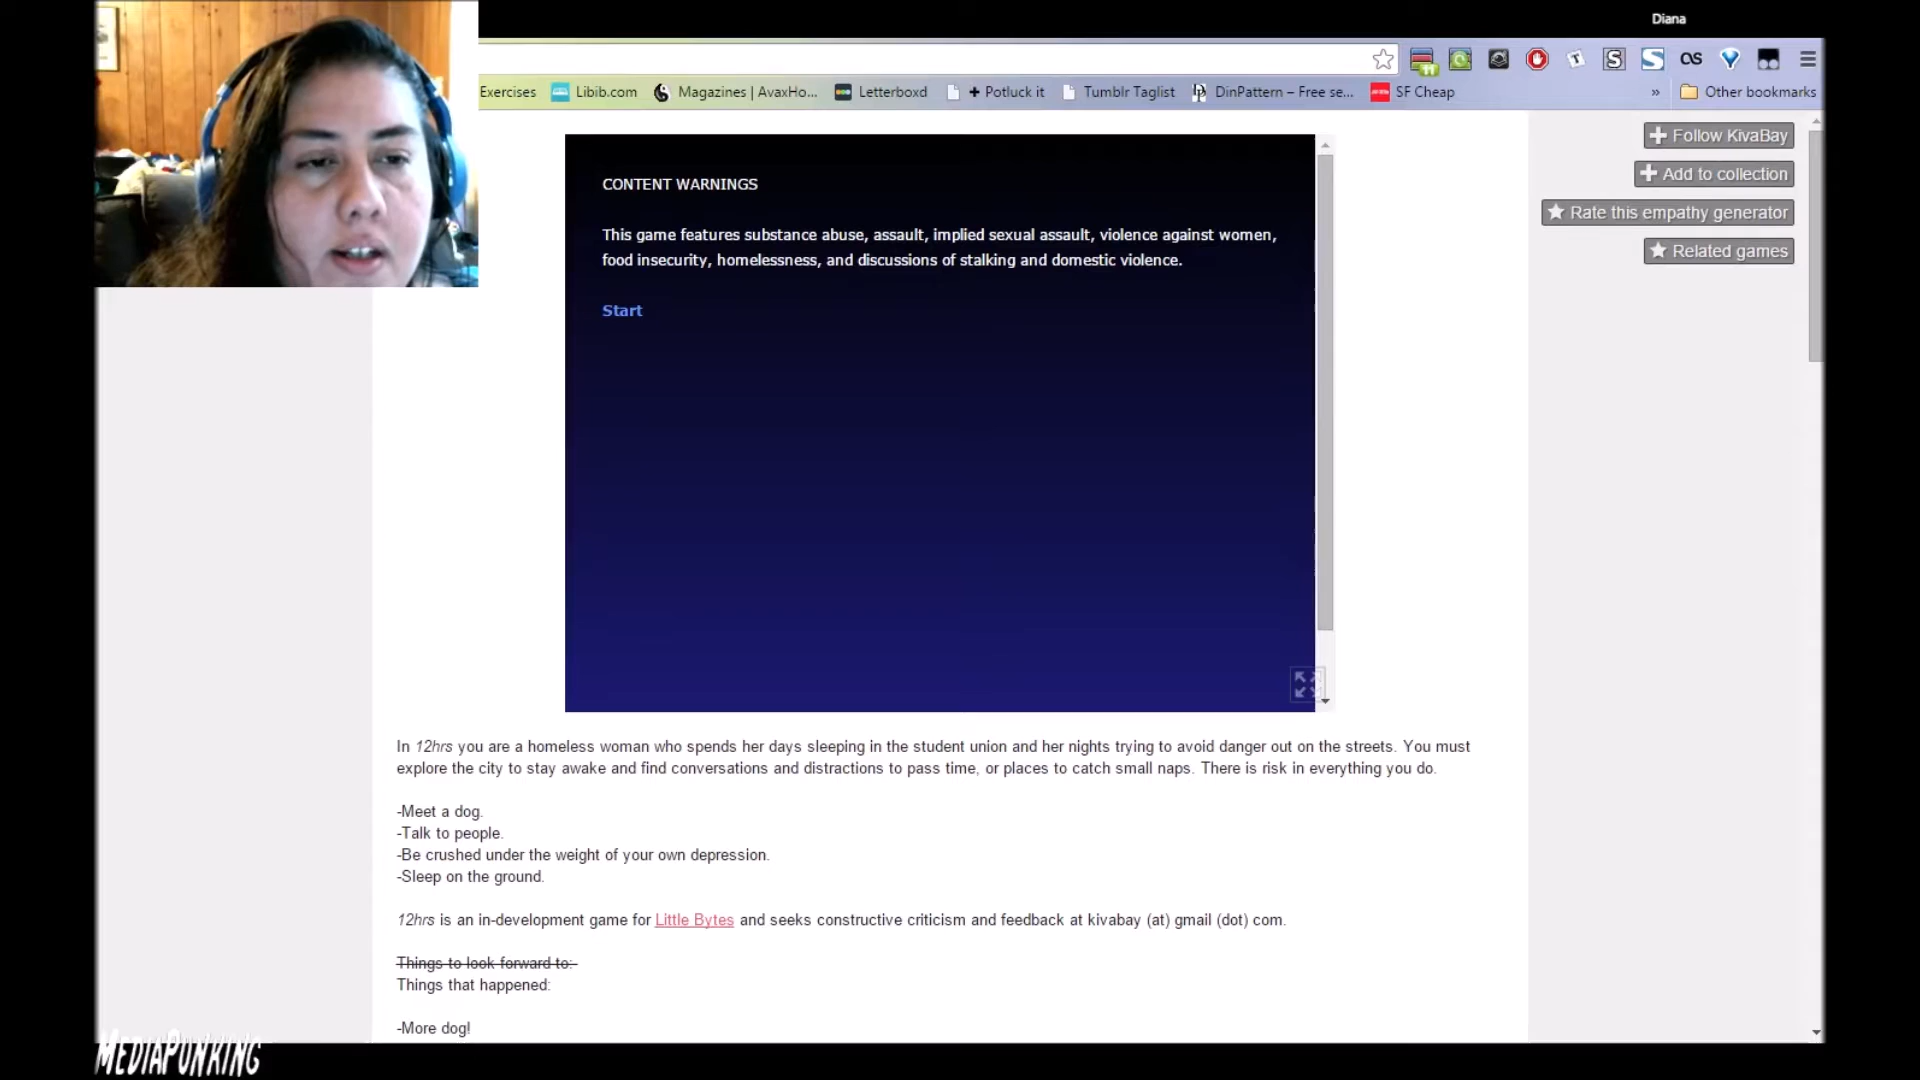 Diana
Exercises Libib.com Magazines | AvaxHo... Letterboxd + Potluck it Tumblr Taglist DinPattern – Free se... SF Cheap » Other bookmarks
+ Follow KivaBay
+ Add to collection
Rate this empathy generator
Related games
CONTENT WARNINGS
This game features substance abuse, assault, implied sexual assault, violence against women,
food insecurity, homelessness, and discussions of stalking and domestic violence.
Start
In 12hrs you are a homeless woman who spends her days sleeping in the student union and her nights trying to avoid danger out on the streets. You must
explore the city to stay awake and find conversations and distractions to pass time, or places to catch small naps. There is risk in everything you do.
-Meet a dog.
-Talk to people.
-Be crushed under the weight of your own depression.
-Sleep on the ground.
12hrs is an in-development game for Little Bytes and seeks constructive criticism and feedback at kivabay (at) gmail (dot) com.
Things to look forward to:
Things that happened:
-More dog!
MEDIAPUNKING